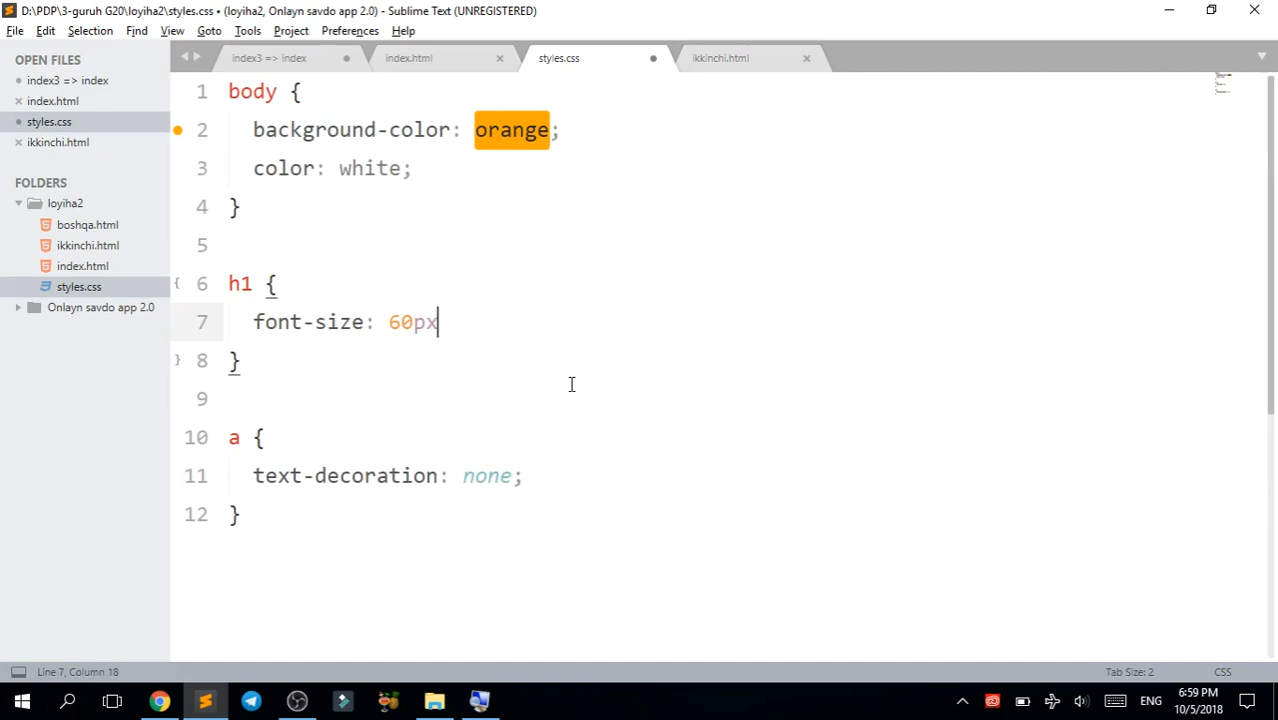 D:\PDP\3-guruh G20\loyiha2\styles.css • (loyiha2, Onlayn savdo app 2.0) - Sublime Text (UNREGISTERED)
File Edit Selection Find View Goto Tools Project Preferences Help
OPEN FILES
index3 => index
index.html
styles.css
ikkinchi.html
FOLDERS
loyiha2
boshqa.html
ikkinchi.html
index.html
styles.css
Onlayn savdo app 2.0
index3 => index index.html styles.css ikkinchi.html
1 body {
2 background-color: orange;
3 color: white;
4 }
5
6 h1 {
7 font-size: 60px
8 }
9
10 a {
11 text-decoration: none;
12 }
Line 7, Column 18 Tab Size: 2 CSS
ENG 6:59 PM
10/5/2018